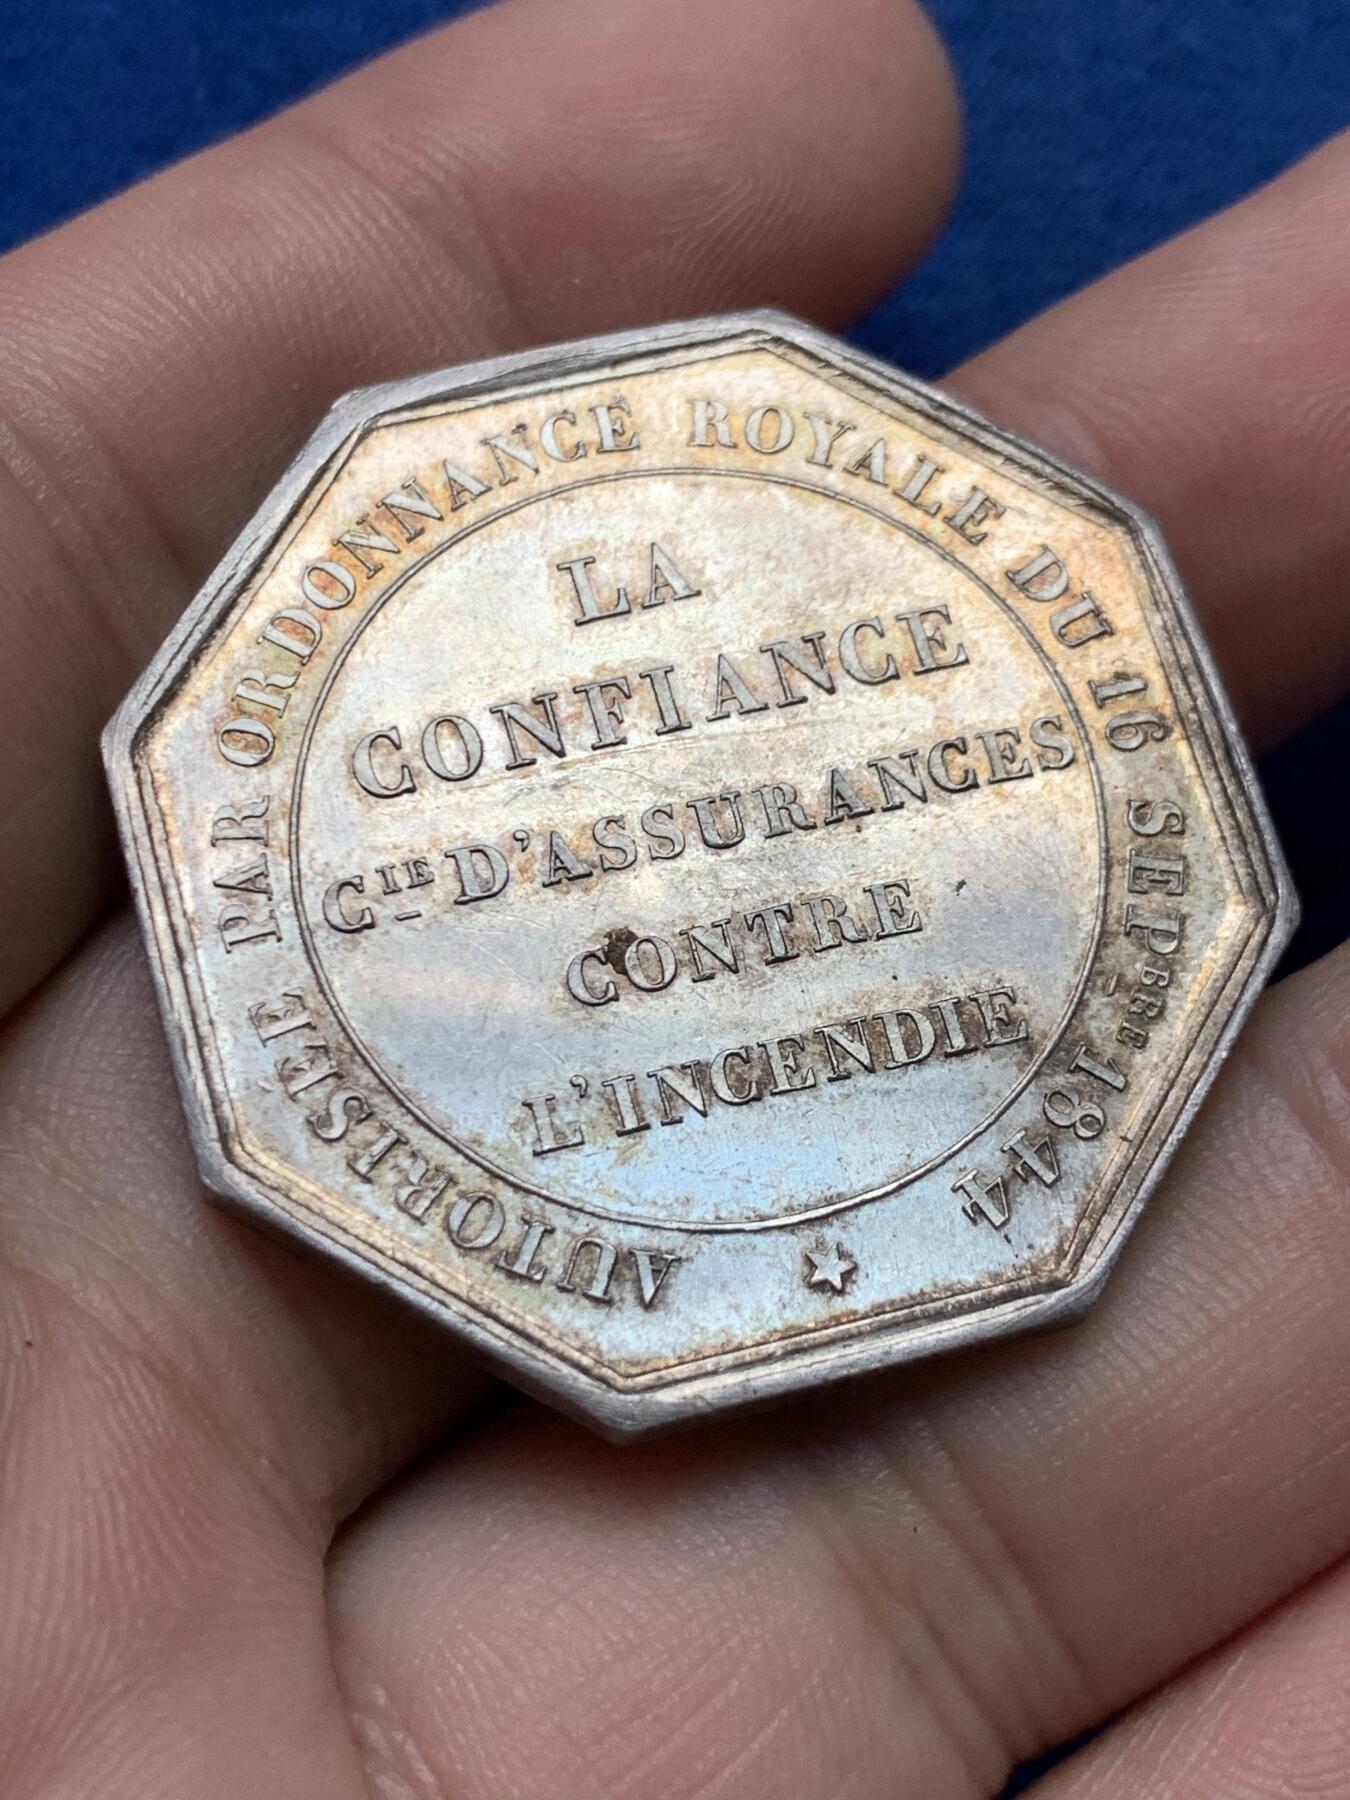 AUTORISÉE PAR ORDONNANCE ROYALE DU 16 SEPBRE 1844
LA
CONFIANCE
CIE D'ASSURANCES
CONTRE
L'INCENDIE